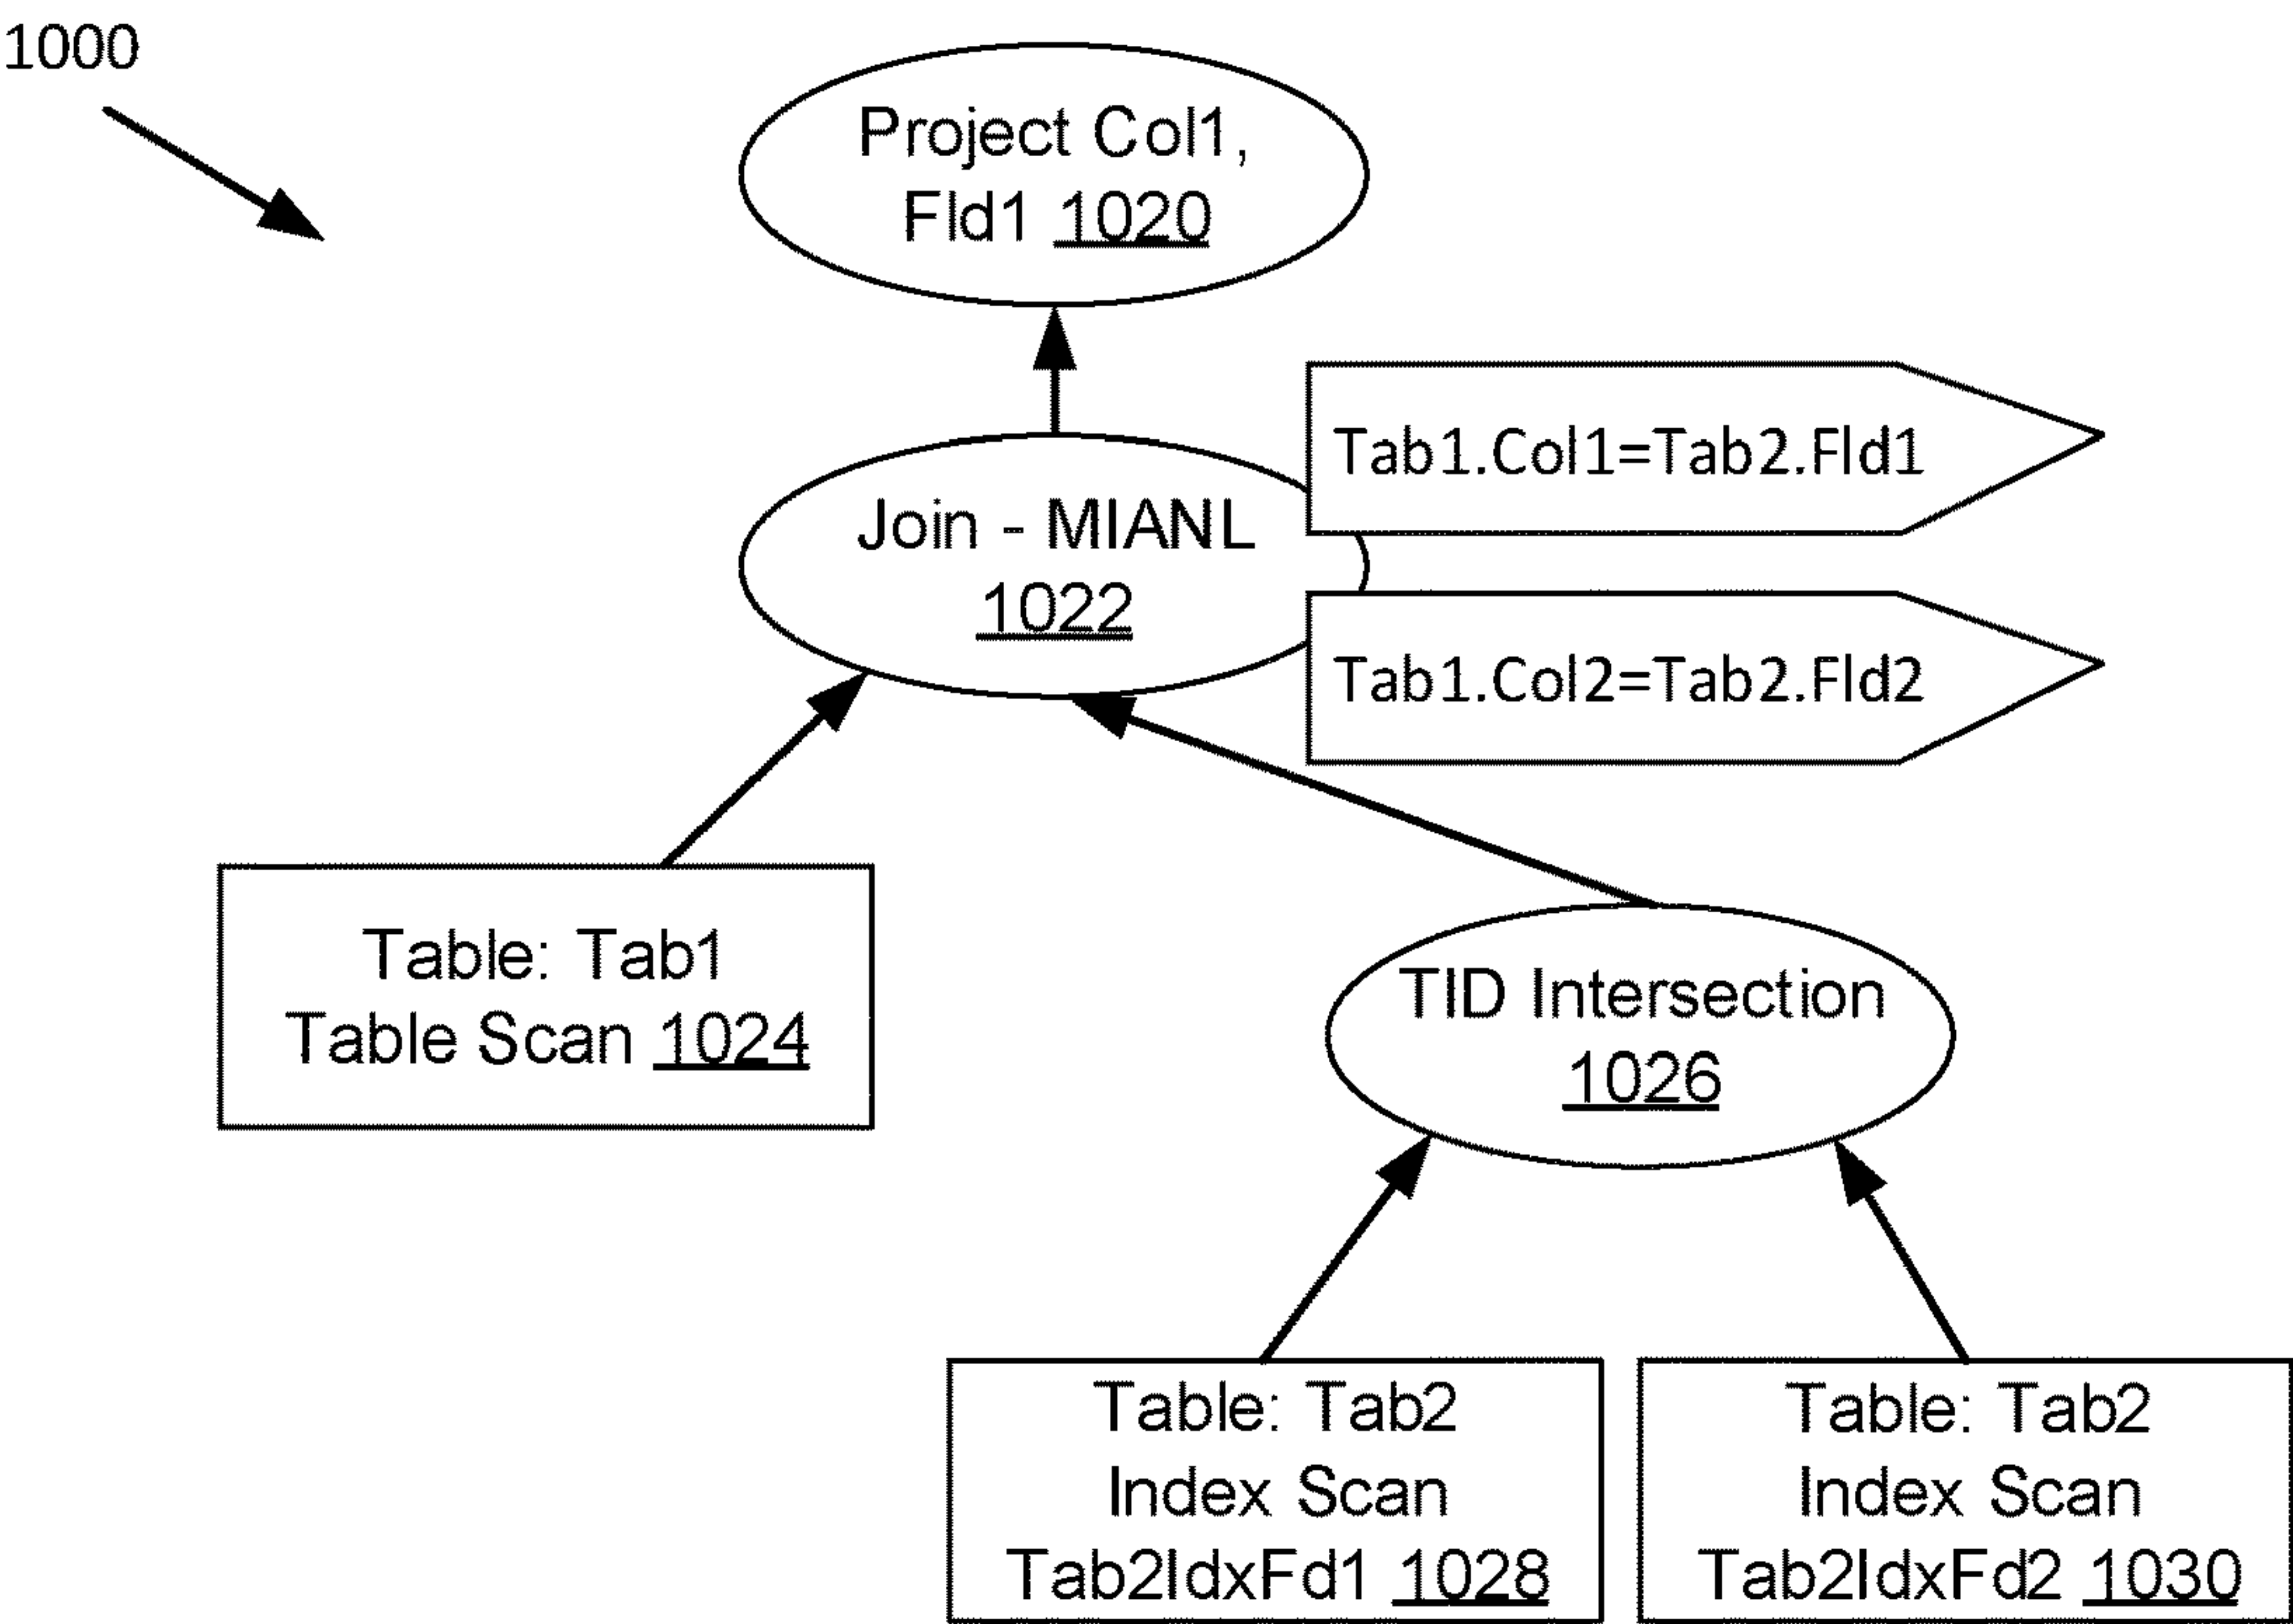 1000
Project Col1,
Fld1 1020
Tab1.Col1=Tab2.Fld1
Join - MIANL
1022
Tab1.Col2=Tab2.Fld2
Table: Tab1
Table Scan 1024
TID Intersection
1026
Table: Tab2
Index Scan
Tab2IdxFd1 1028
Table: Tab2
Index Scan
Tab2IdxFd2 1030